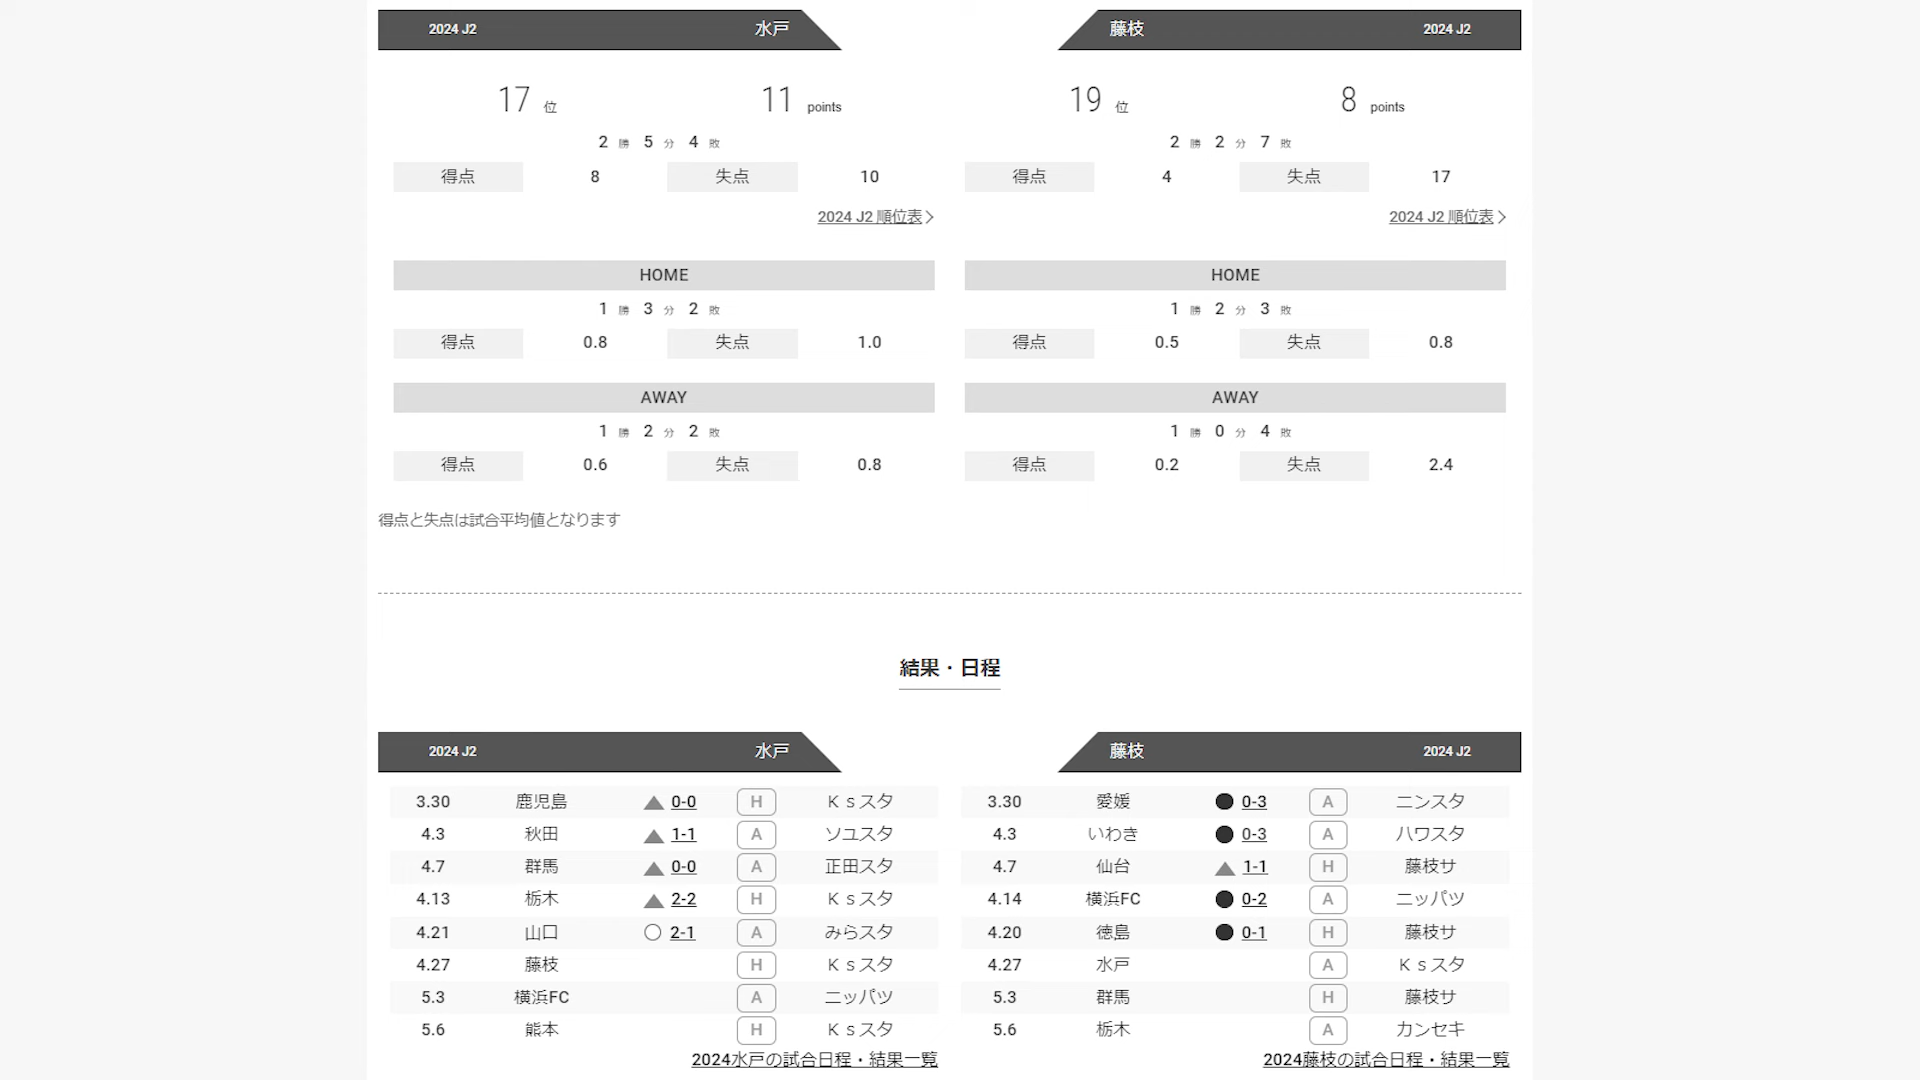 2024 J2 水戸 藤枝 2024 J2
17 位 11 points 19 位 8 points
2 勝 5 分 4 敗 2 勝 2 分 7 敗
得点 8 失点 10 得点 4 失点 17
2024 J2 順位表 2024 J2 順位表
HOME HOME
1 勝 3 分 2 敗 1 勝 2 分 3 敗
得点 0.8 失点 1.0 得点 0.5 失点 0.8
AWAY AWAY
1 勝 2 分 2 敗 1 勝 0 分 4 敗
得点 0.6 失点 0.8 得点 0.2 失点 2.4
得点と失点は試合平均値となります
結果・日程
2024 J2 水戸 藤枝 2024 J2
3.30 鹿児島 ▲ 0-0 H Ｋｓスタ 3.30 愛媛 ● 0-3 A ニンスタ
4.3 秋田 ▲ 1-1 A ソユスタ 4.3 いわき ● 0-3 A ハワスタ
4.7 群馬 ▲ 0-0 A 正田スタ 4.7 仙台 ▲ 1-1 H 藤枝サ
4.13 栃木 ▲ 2-2 H Ｋｓスタ 4.14 横浜FC ● 0-2 A ニッパツ
4.21 山口 ○ 2-1 A みらスタ 4.20 徳島 ● 0-1 H 藤枝サ
4.27 藤枝 H Ｋｓスタ 4.27 水戸 A Ｋｓスタ
5.3 横浜FC A ニッパツ 5.3 群馬 H 藤枝サ
5.6 熊本 H Ｋｓスタ 5.6 栃木 A カンセキ
2024水戸の試合日程・結果一覧 2024藤枝の試合日程・結果一覧